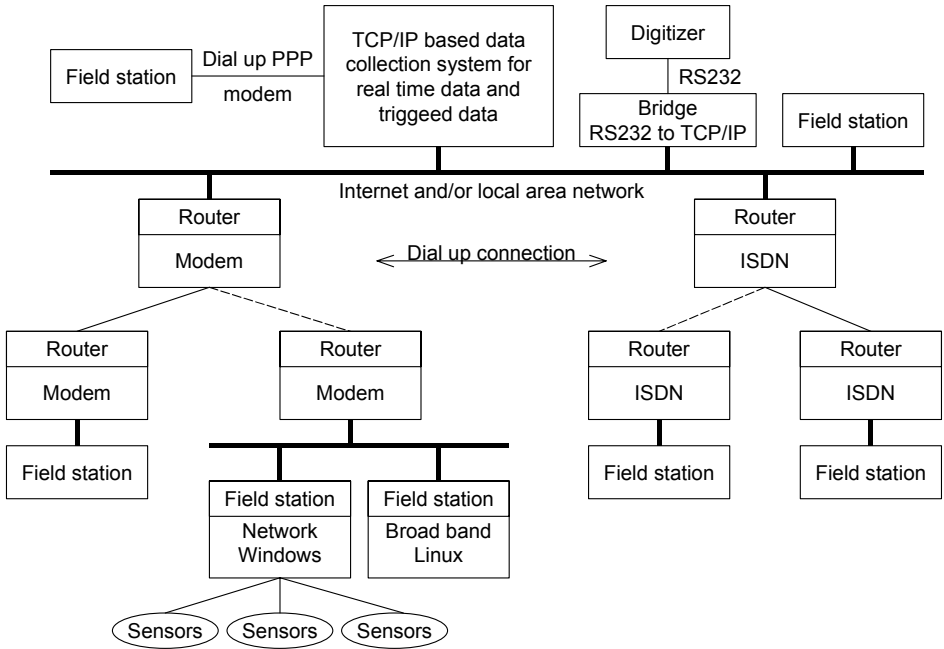 Field station
Dial up PPP
modem
TCP/IP based data
collection system for
real time data and
triggeed data
Digitizer
RS232
Bridge
RS232 to TCP/IP
Field station
Internet and/or local area network
Router
Modem
Dial up connection
Router
ISDN
Router
Modem
Router
Modem
Router
ISDN
Router
ISDN
Field station
Field station
Field station
Field station
Network
Windows
Field station
Broad band
Linux
Sensors
Sensors
Sensors